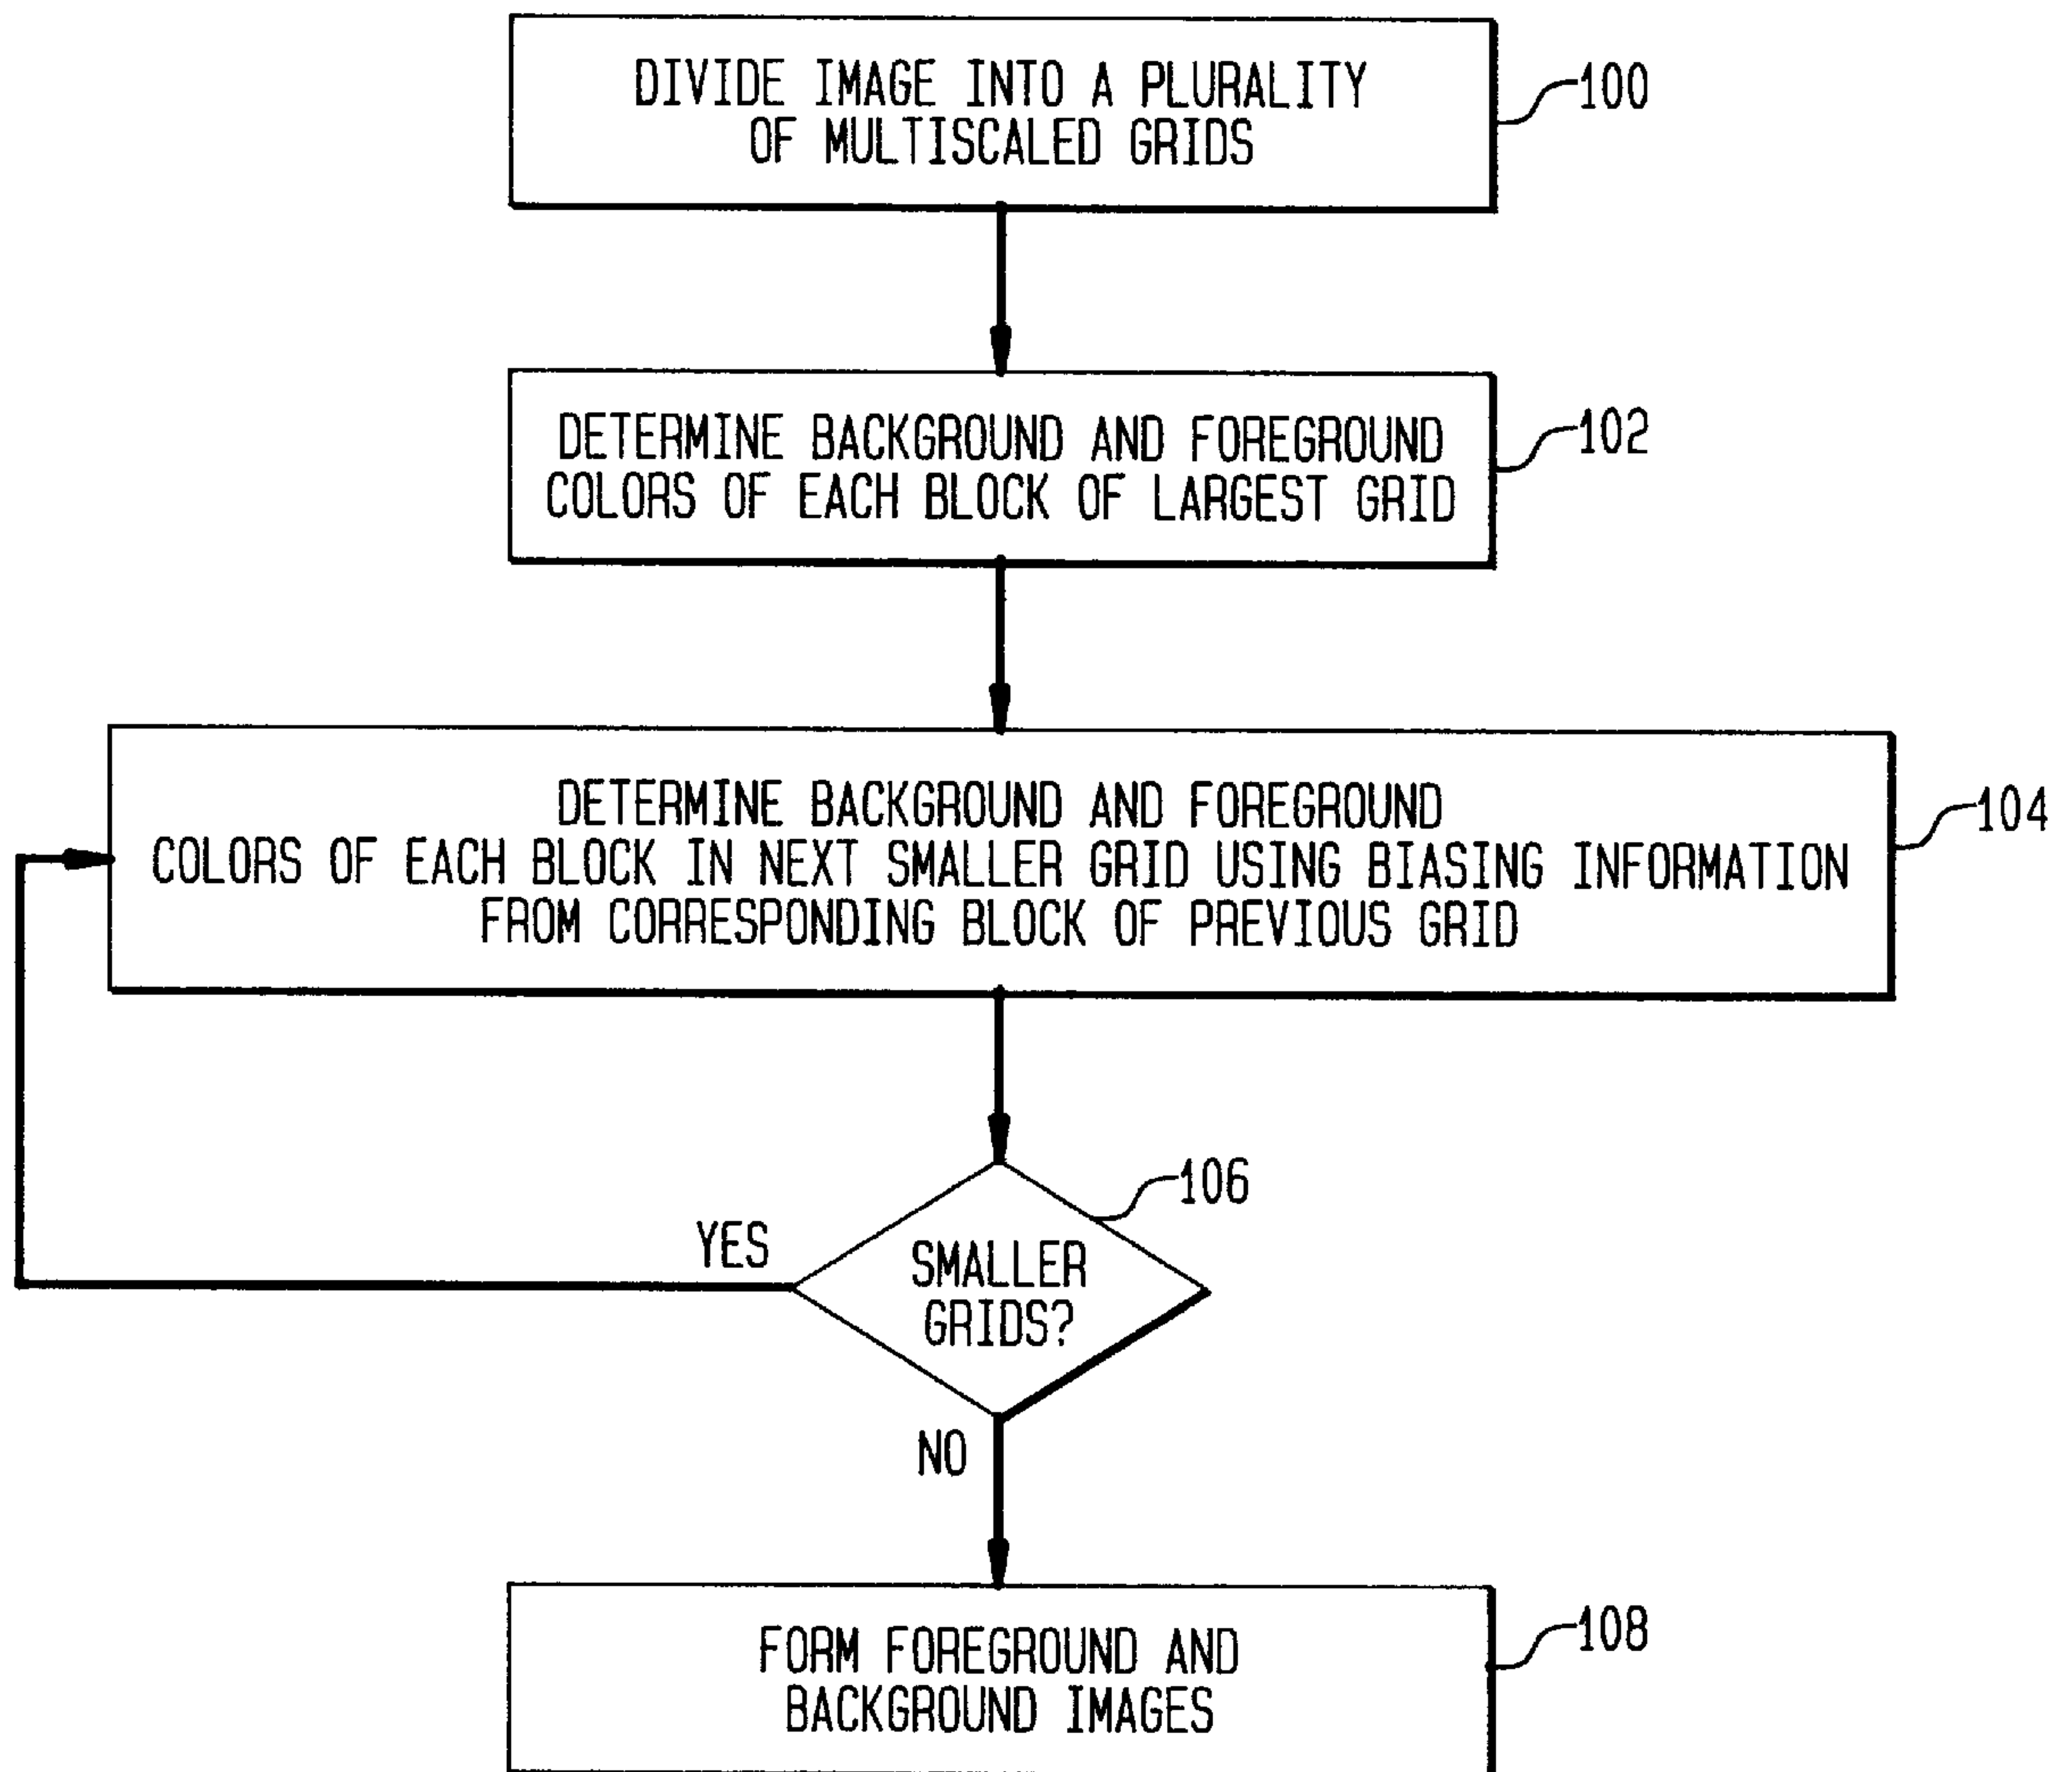 DIVIDE IMAGE INTO A PLURALITY
OF MULTISCALED GRIDS
100
DETERMINE BACKGROUND AND FOREGROUND
COLORS OF EACH BLOCK OF LARGEST GRID
102
DETERMINE BACKGROUND AND FOREGROUND
COLORS OF EACH BLOCK IN NEXT SMALLER GRID USING BIASING INFORMATION
FROM CORRESPONDING BLOCK OF PREVIOUS GRID
104
106
YES
SMALLER
GRIDS?
NO
FORM FOREGROUND AND
BACKGROUND IMAGES
108